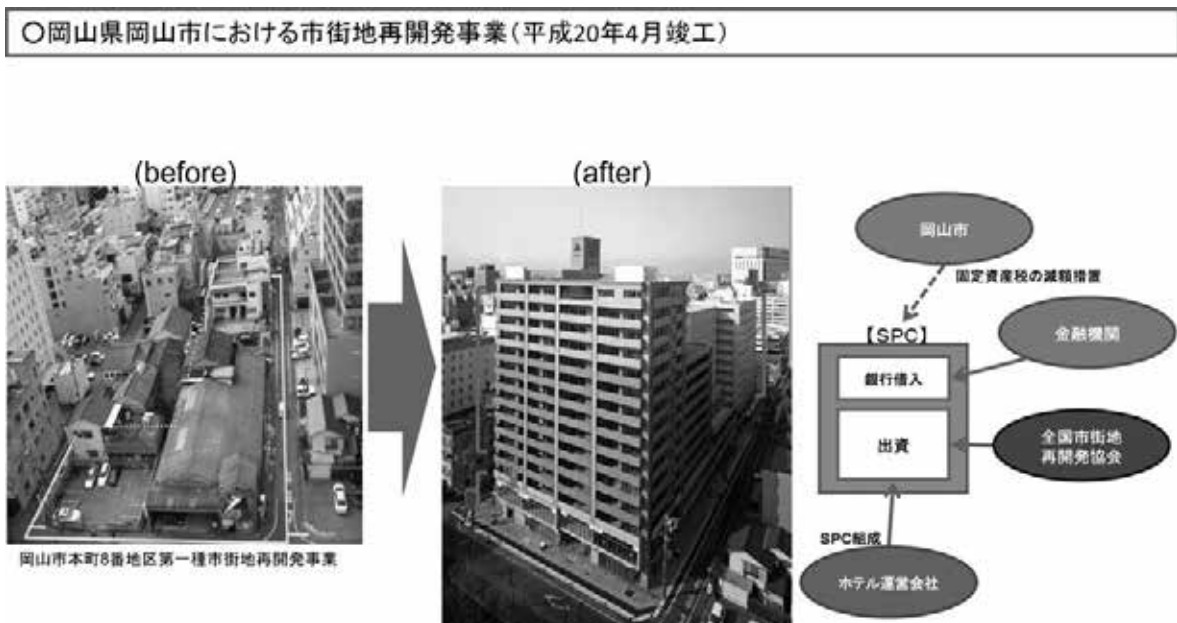 ○岡山県岡山市における市街地再開発事業(平成20年4月竣工)
(before)
(after)
岡山市本町8番地区第一種市街地再開発事業
岡山市
固定資産税の減額措置
【SPC】
金融機関
銀行借入
出資
全国市街地
再開発協会
SPC組成
ホテル運営会社